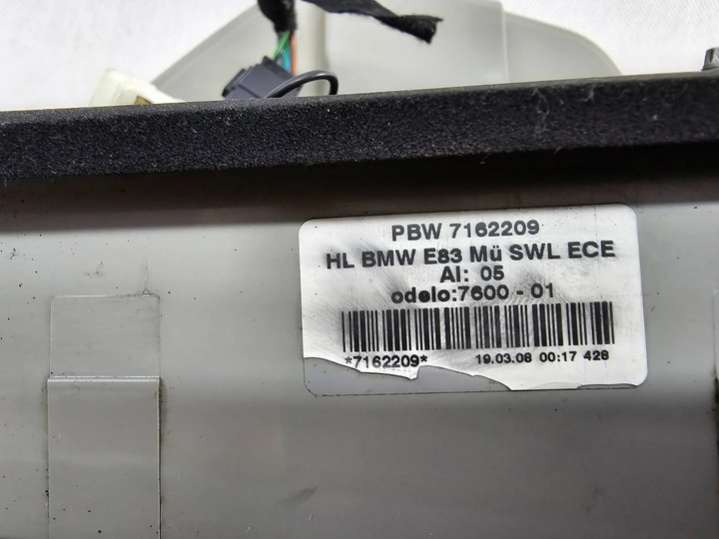 PBW 7162209
HL BMW E83 Mü SWL ECE
AI: 05
odelo:7600 - 01
*7162209* 19.03.08 00:17 428